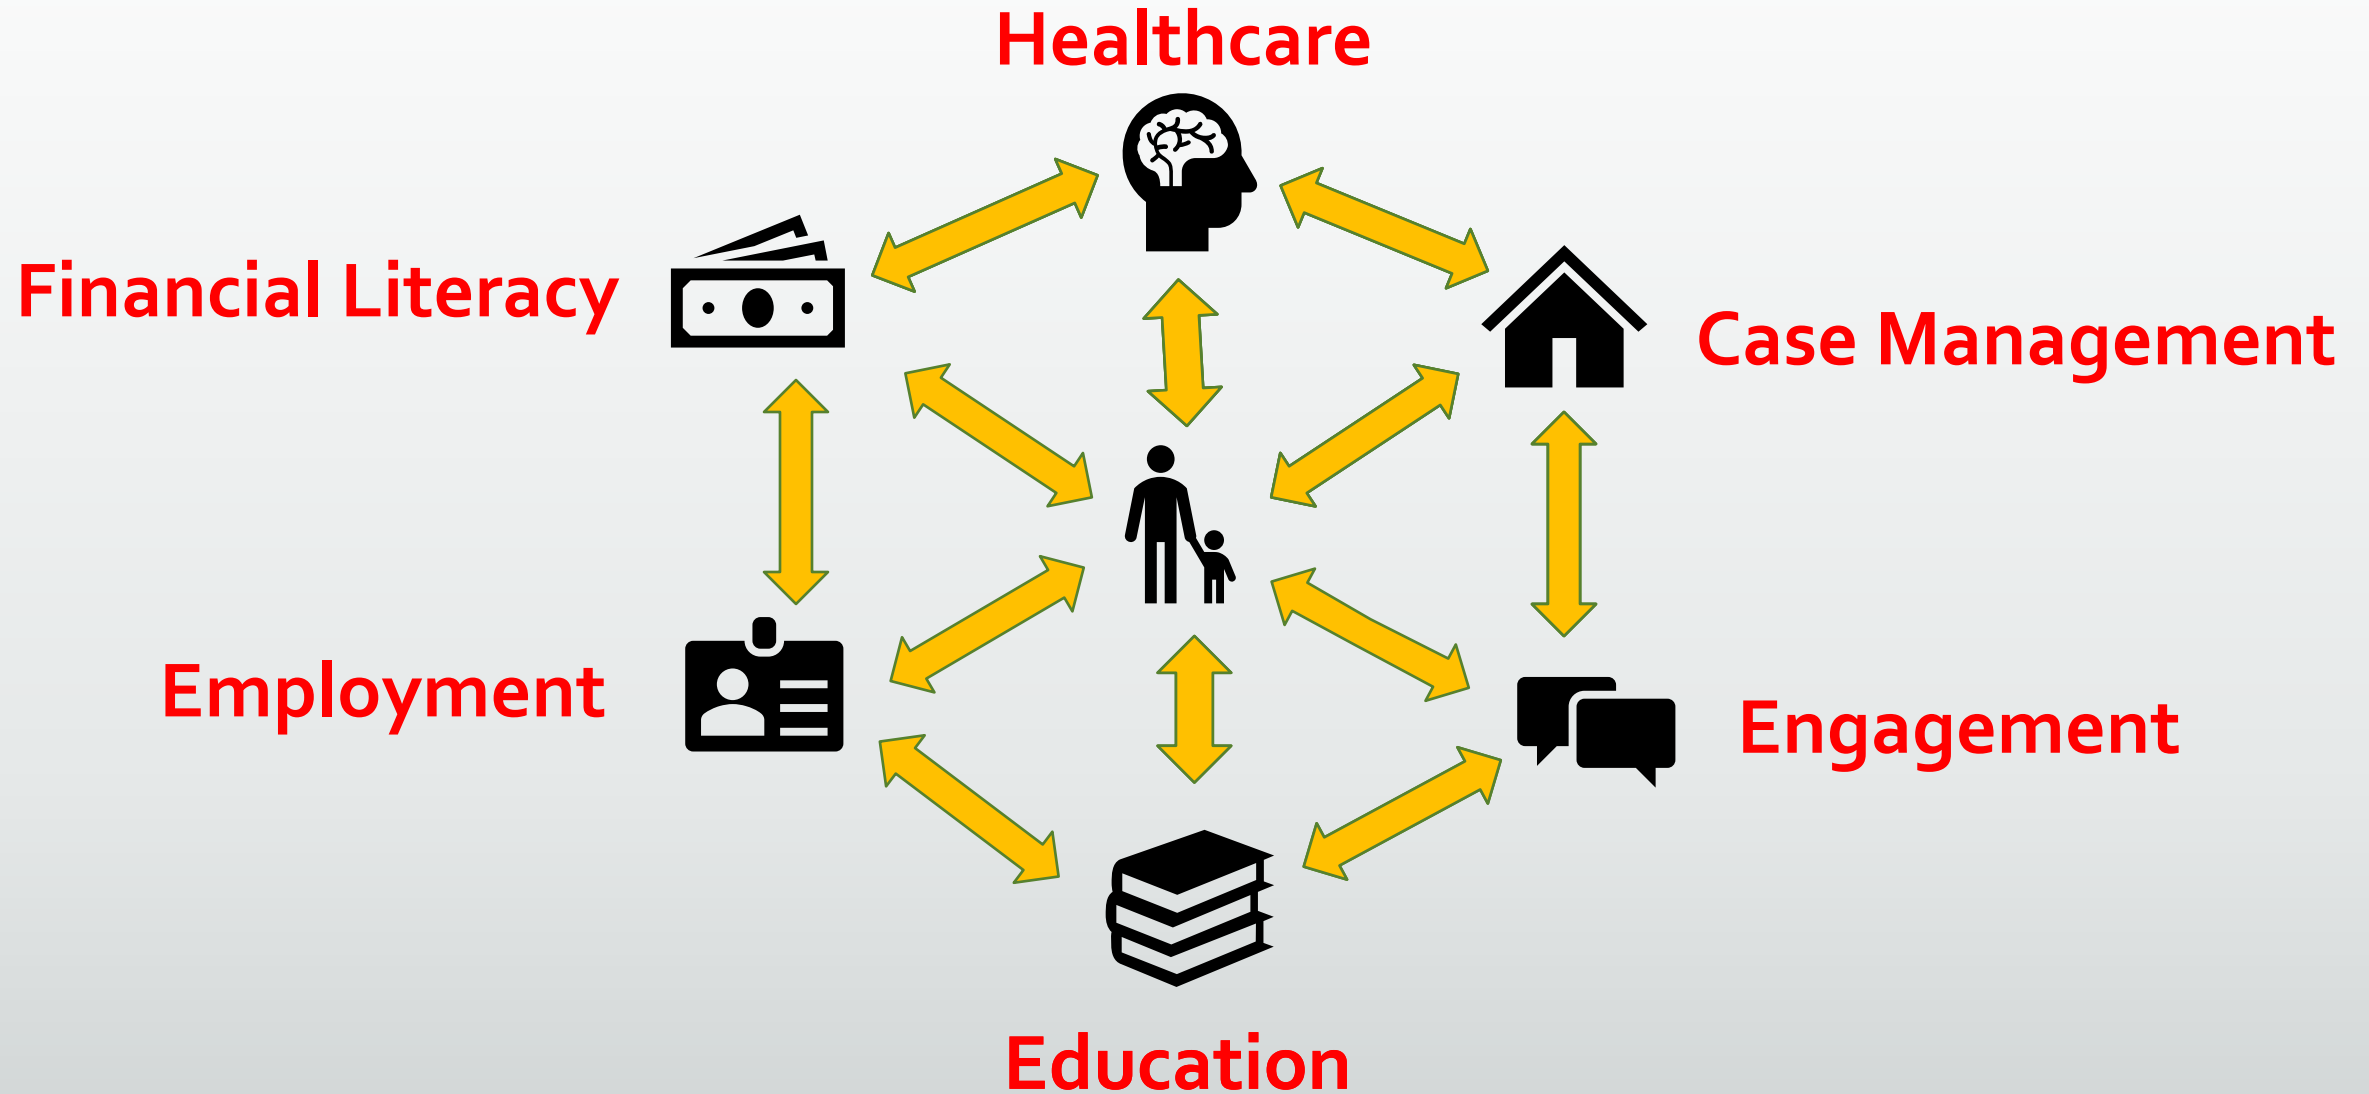 Healthcare
Financial Literacy
Case Management
Employment
Engagement
Education